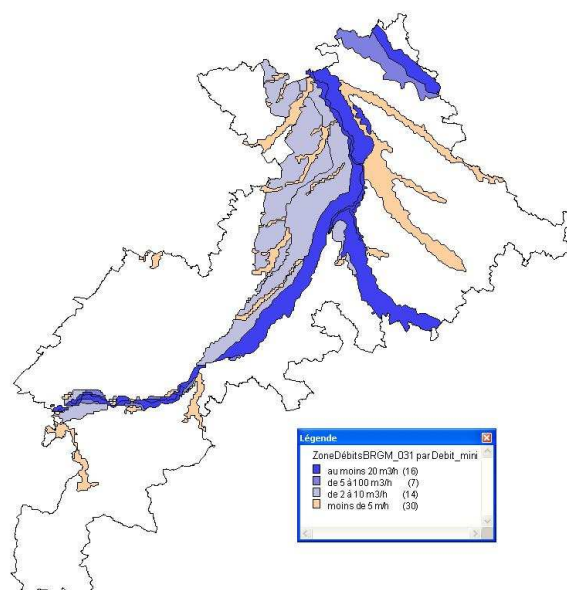 Légende
ZoneDébitsBRGM_031 par Debit_mini
au moins 20 m3/h (16)
de 5 à 100 m3/h (7)
de 2 à 10 m3/h (14)
moins de 5 m/h (30)